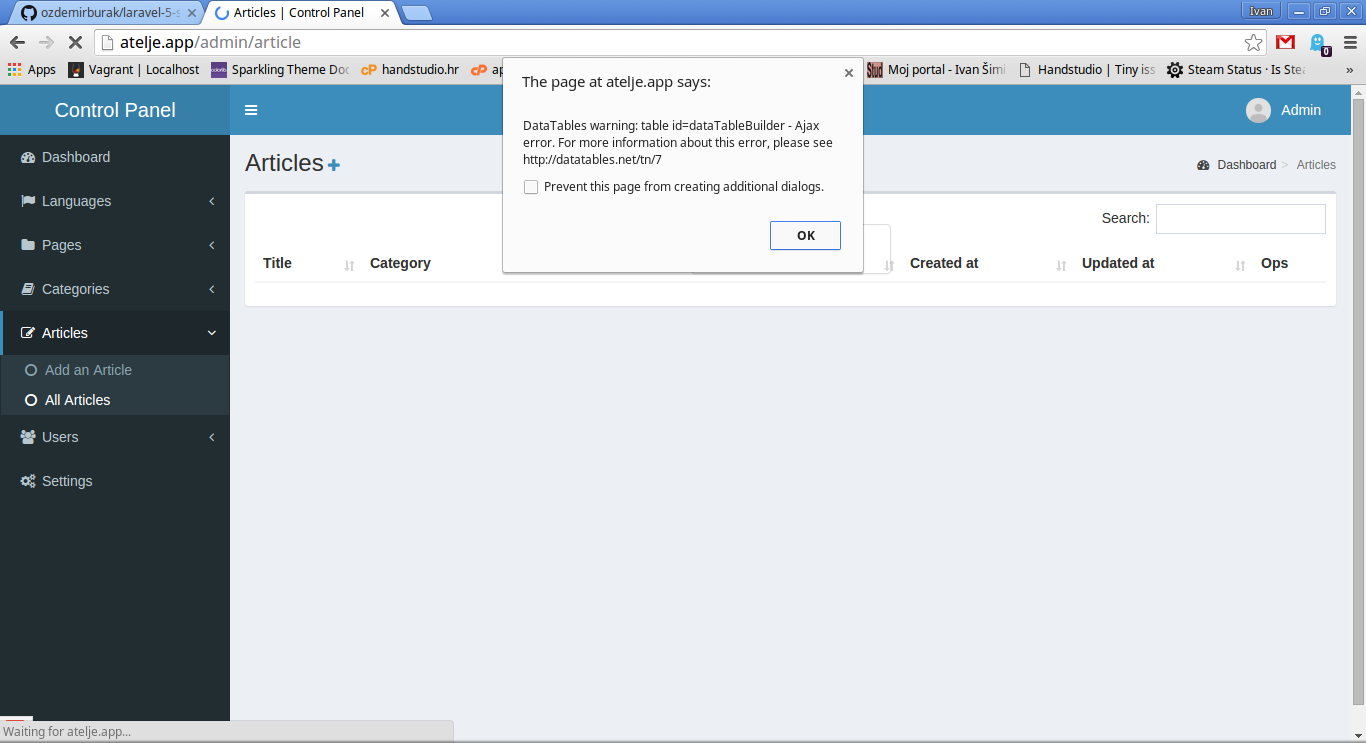 ozdemirburak/laravel-5-s
Articles | Control Panel
Ivan
atelje.app/admin/article
0
Apps
Vagrant | Localhost
Sparkling Theme Doc
handstudio.hr
ap
Moj portal - Ivan Šimi
Handstudio | Tiny iss
Steam Status · Is Stea
»
Control Panel
Admin
The page at atelje.app says:
DataTables warning: table id=dataTableBuilder - Ajax
error. For more information about this error, please see
http://datatables.net/tn/7
Prevent this page from creating additional dialogs.
OK
Dashboard
Languages
Pages
Categories
Articles
Add an Article
All Articles
Users
Settings
Articles
Dashboard > Articles
Search:
Title
Category
Created at
Updated at
Ops
Waiting for atelje.app...